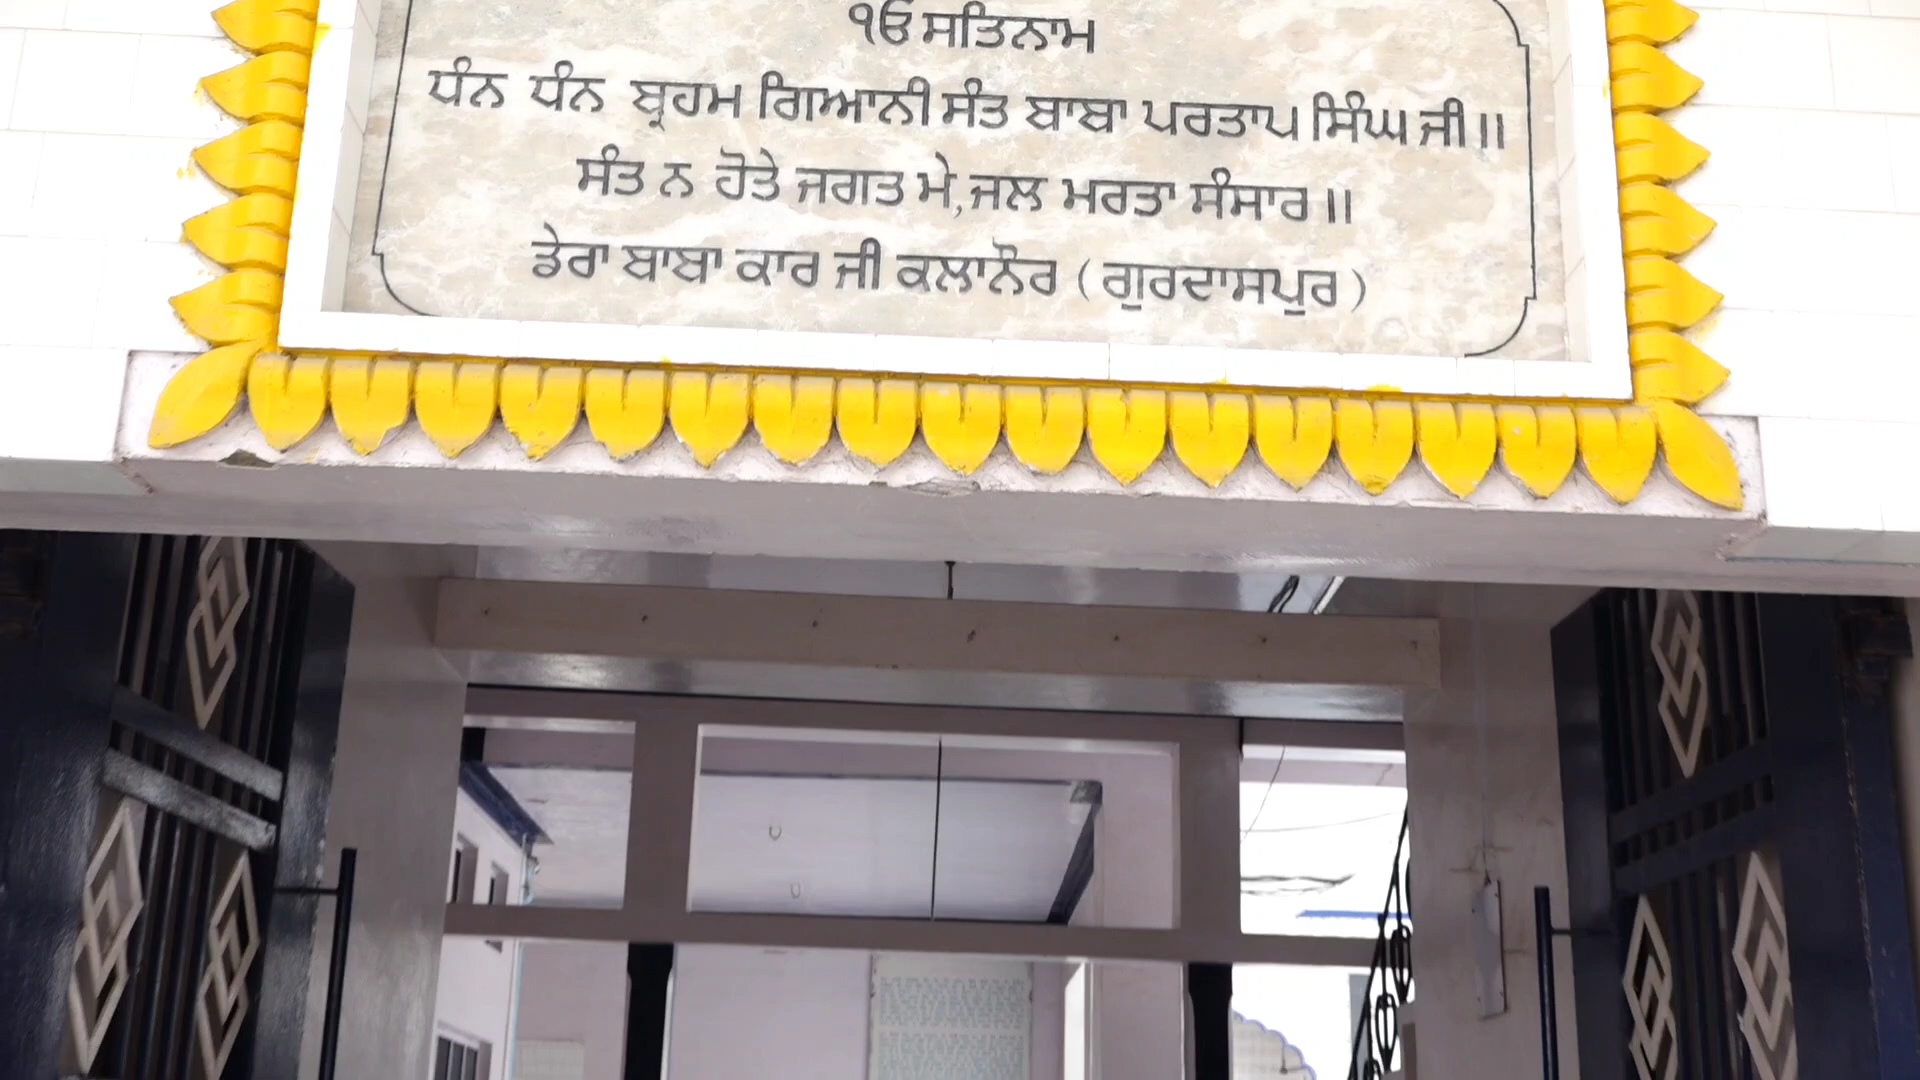 ੴ ਸਤਿਨਾਮ
ਧੰਨ ਧੰਨ ਬ੍ਰਹਮ ਗਿਆਨੀ ਸੰਤ ਬਾਬਾ ਪਰਤਾਪ ਸਿੰਘ ਜੀ॥
ਸੰਤ ਨ ਹੋਤੇ ਜਗਤ ਮੇ,ਜਲ ਮਰਤਾ ਸੰਸਾਰ॥
ਡੇਰਾ ਬਾਬਾ ਕਾਰ ਜੀ ਕਲਾਨੌਰ (ਗੁਰਦਾਸਪੁਰ)